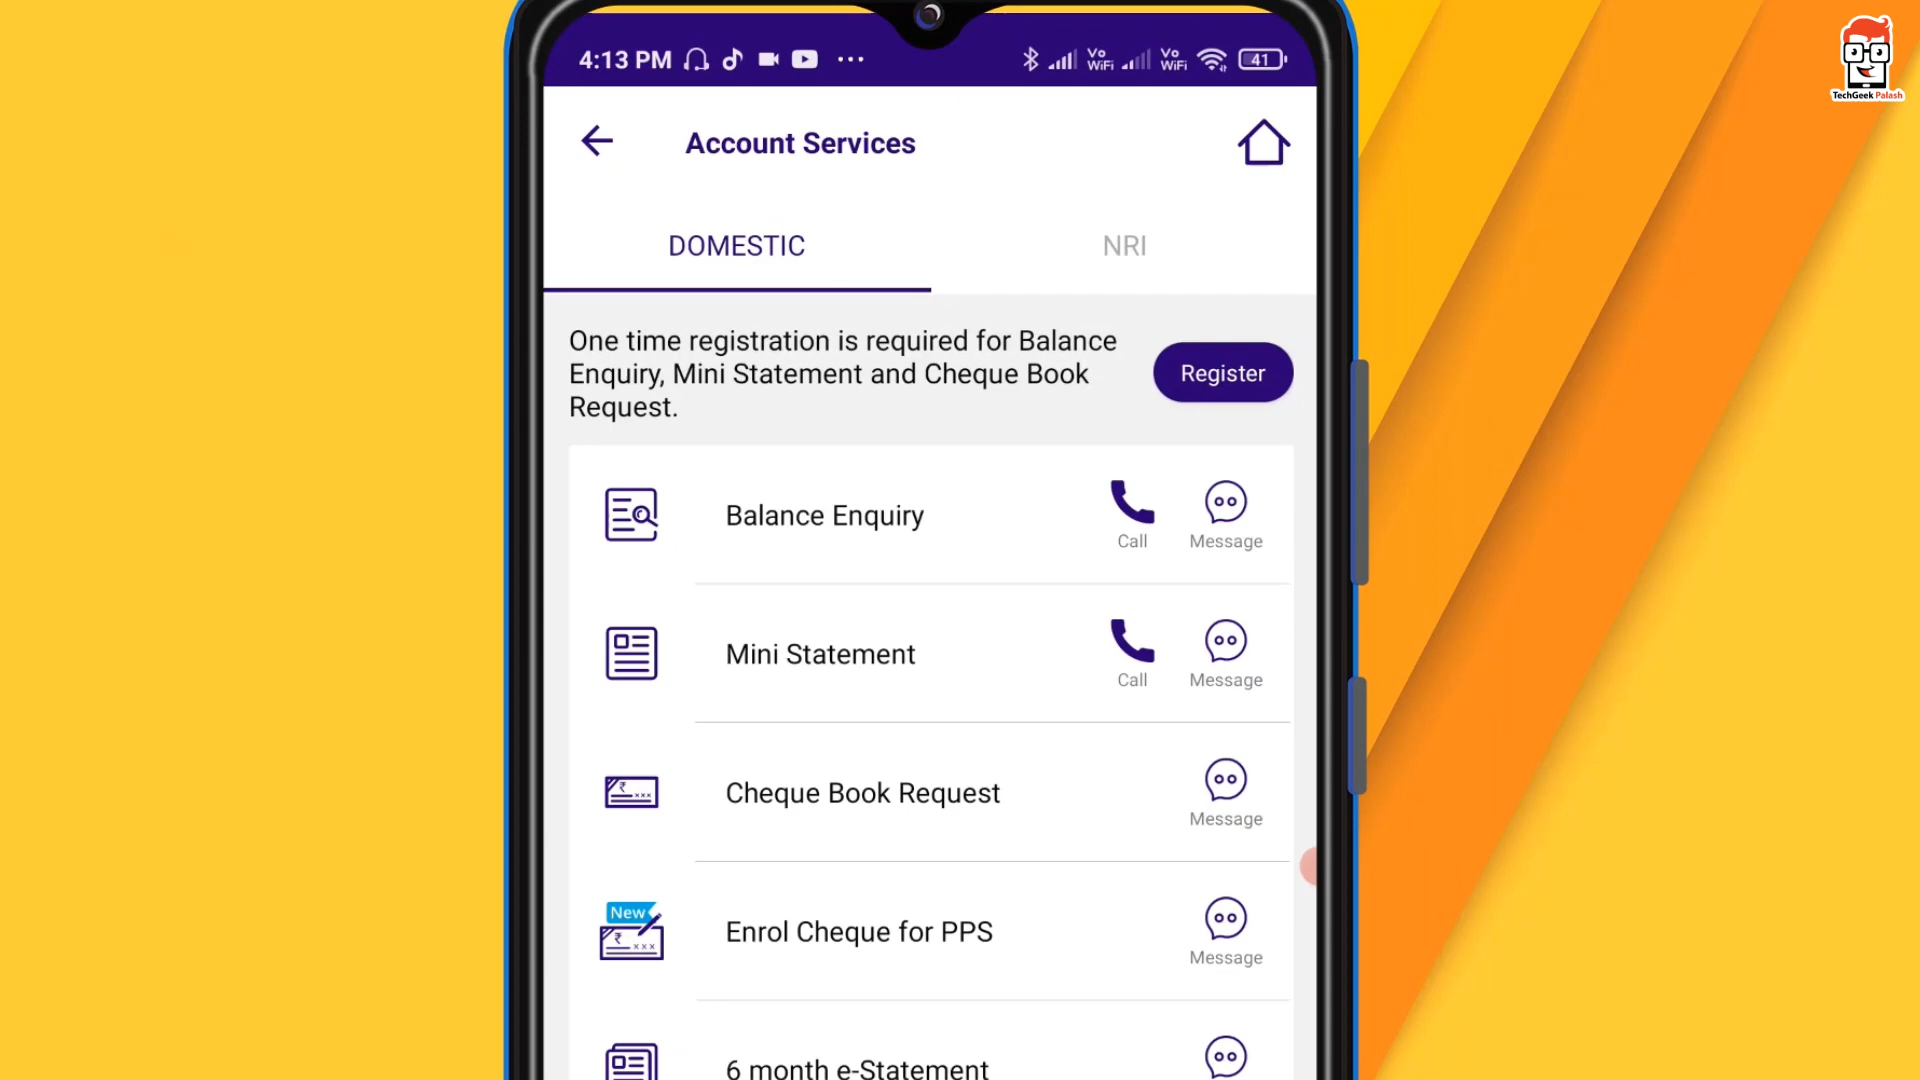 4:13 PM
Vo
WiFi
Vo
WiFi
41
TechGeek Palash
Account Services
DOMESTIC
NRI
One time registration is required for Balance
Enquiry, Mini Statement and Cheque Book
Request.
Register
Balance Enquiry
Call
Message
Mini Statement
Call
Message
₹
xxx
Cheque Book Request
Message
New
₹
xxx
Enrol Cheque for PPS
Message
6 month e-Statement